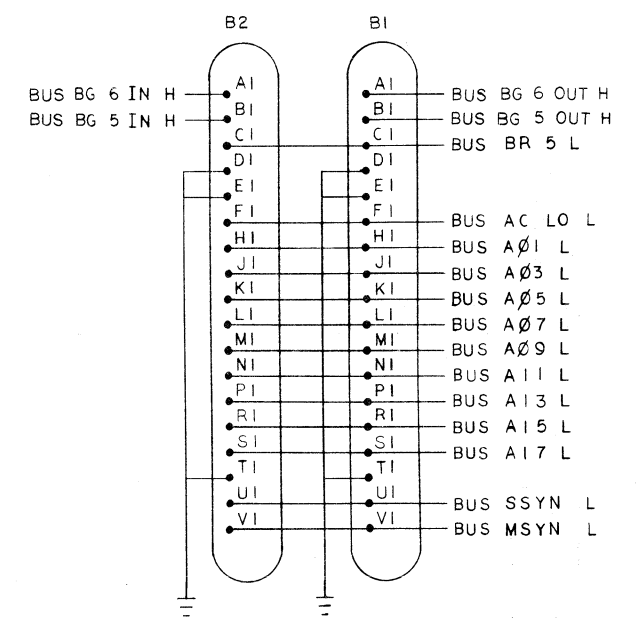 B2 B1
A1 A1
BUS BG 6 IN H BUS BG 6 OUT H
B1 B1
BUS BG 5 IN H BUS BG 5 OUT H
C1 C1
BUS BR 5 L
D1 D1
E1 E1
F1 F1
BUS AC LO L
H1 H1
BUS AØ1 L
J1 J1
BUS AØ3 L
K1 K1
BUS AØ5 L
L1 L1
BUS AØ7 L
M1 M1
BUS AØ9 L
N1 N1
BUS A11 L
P1 P1
BUS A13 L
R1 R1
BUS A15 L
S1 S1
BUS A17 L
T1 T1
U1 U1
BUS SSYN L
V1 V1
BUS MSYN L